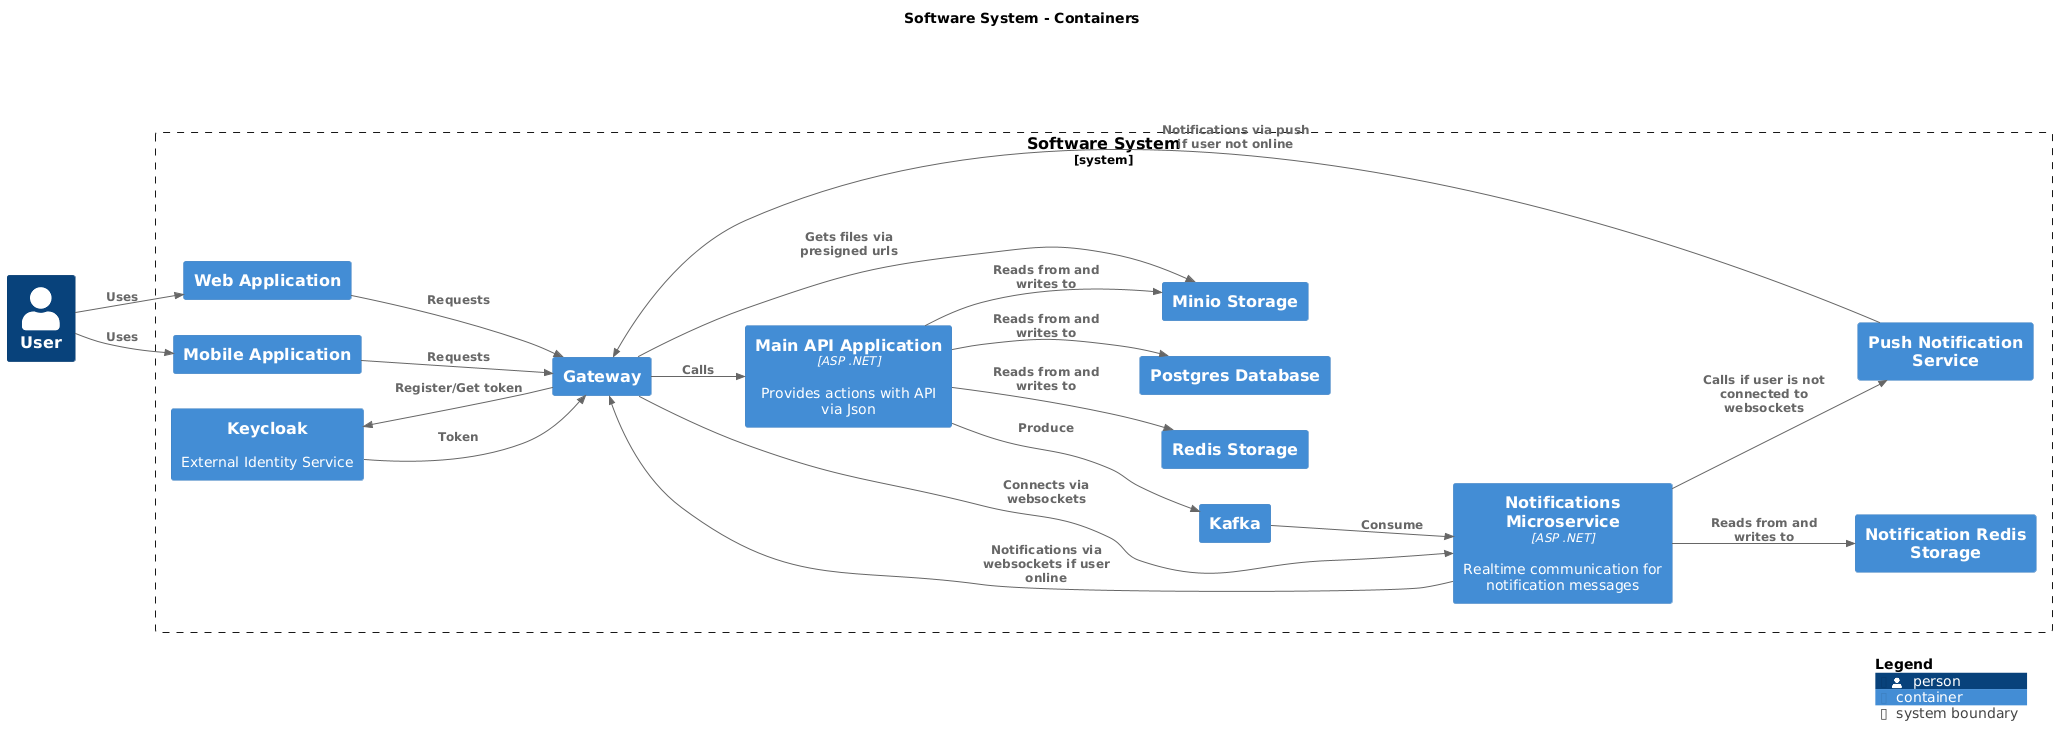 Software System - Containers
Notifications via push
if user not online
Software System
[system]
Gets files via
presigned urls
Web Application
Uses
Requests
Reads from and
writes to
Minio Storage
User
Uses
Mobile Application
Requests
Reads from and
writes to
Main API Application
[ASP .NET]
Provides actions with API
via Json
Push Notification
Service
Gateway
Calls
Postgres Database
Register/Get token
Reads from and
writes to
Calls if user is not
connected to
websockets
Keycloak
External Identity Service
Token
Produce
Redis Storage
Connects via
websockets
Kafka
Consume
Notifications
Microservice
[ASP .NET]
Realtime communication for
notification messages
Reads from and
writes to
Notification Redis
Storage
Notifications via
websockets if user
online
Legend
person
container
system boundary